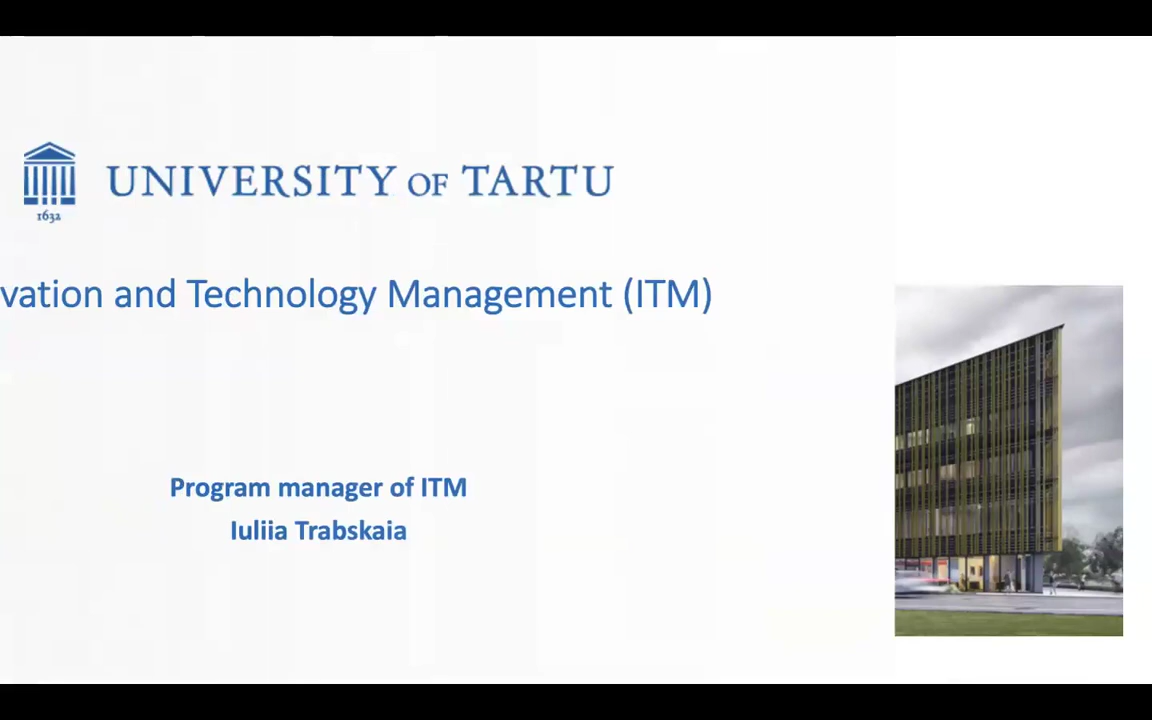 UNIVERSITY OF TARTU
1632
vation and Technology Management (ITM)
Program manager of ITM
Iuliia Trabskaia